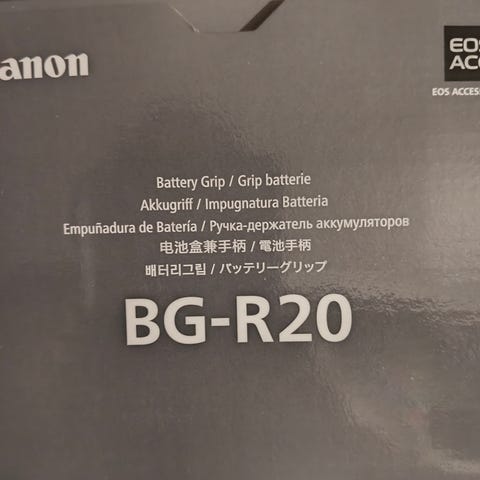 anon
EOS
ACC
EOS ACCESS
Battery Grip / Grip batterie
Akkugriff / Impugnatura Batteria
Empuñadura de Batería / Ручка-держатель аккумуляторов
电池盒兼手柄 / 電池手柄
배터리그립 / バッテリーグリップ
BG-R20